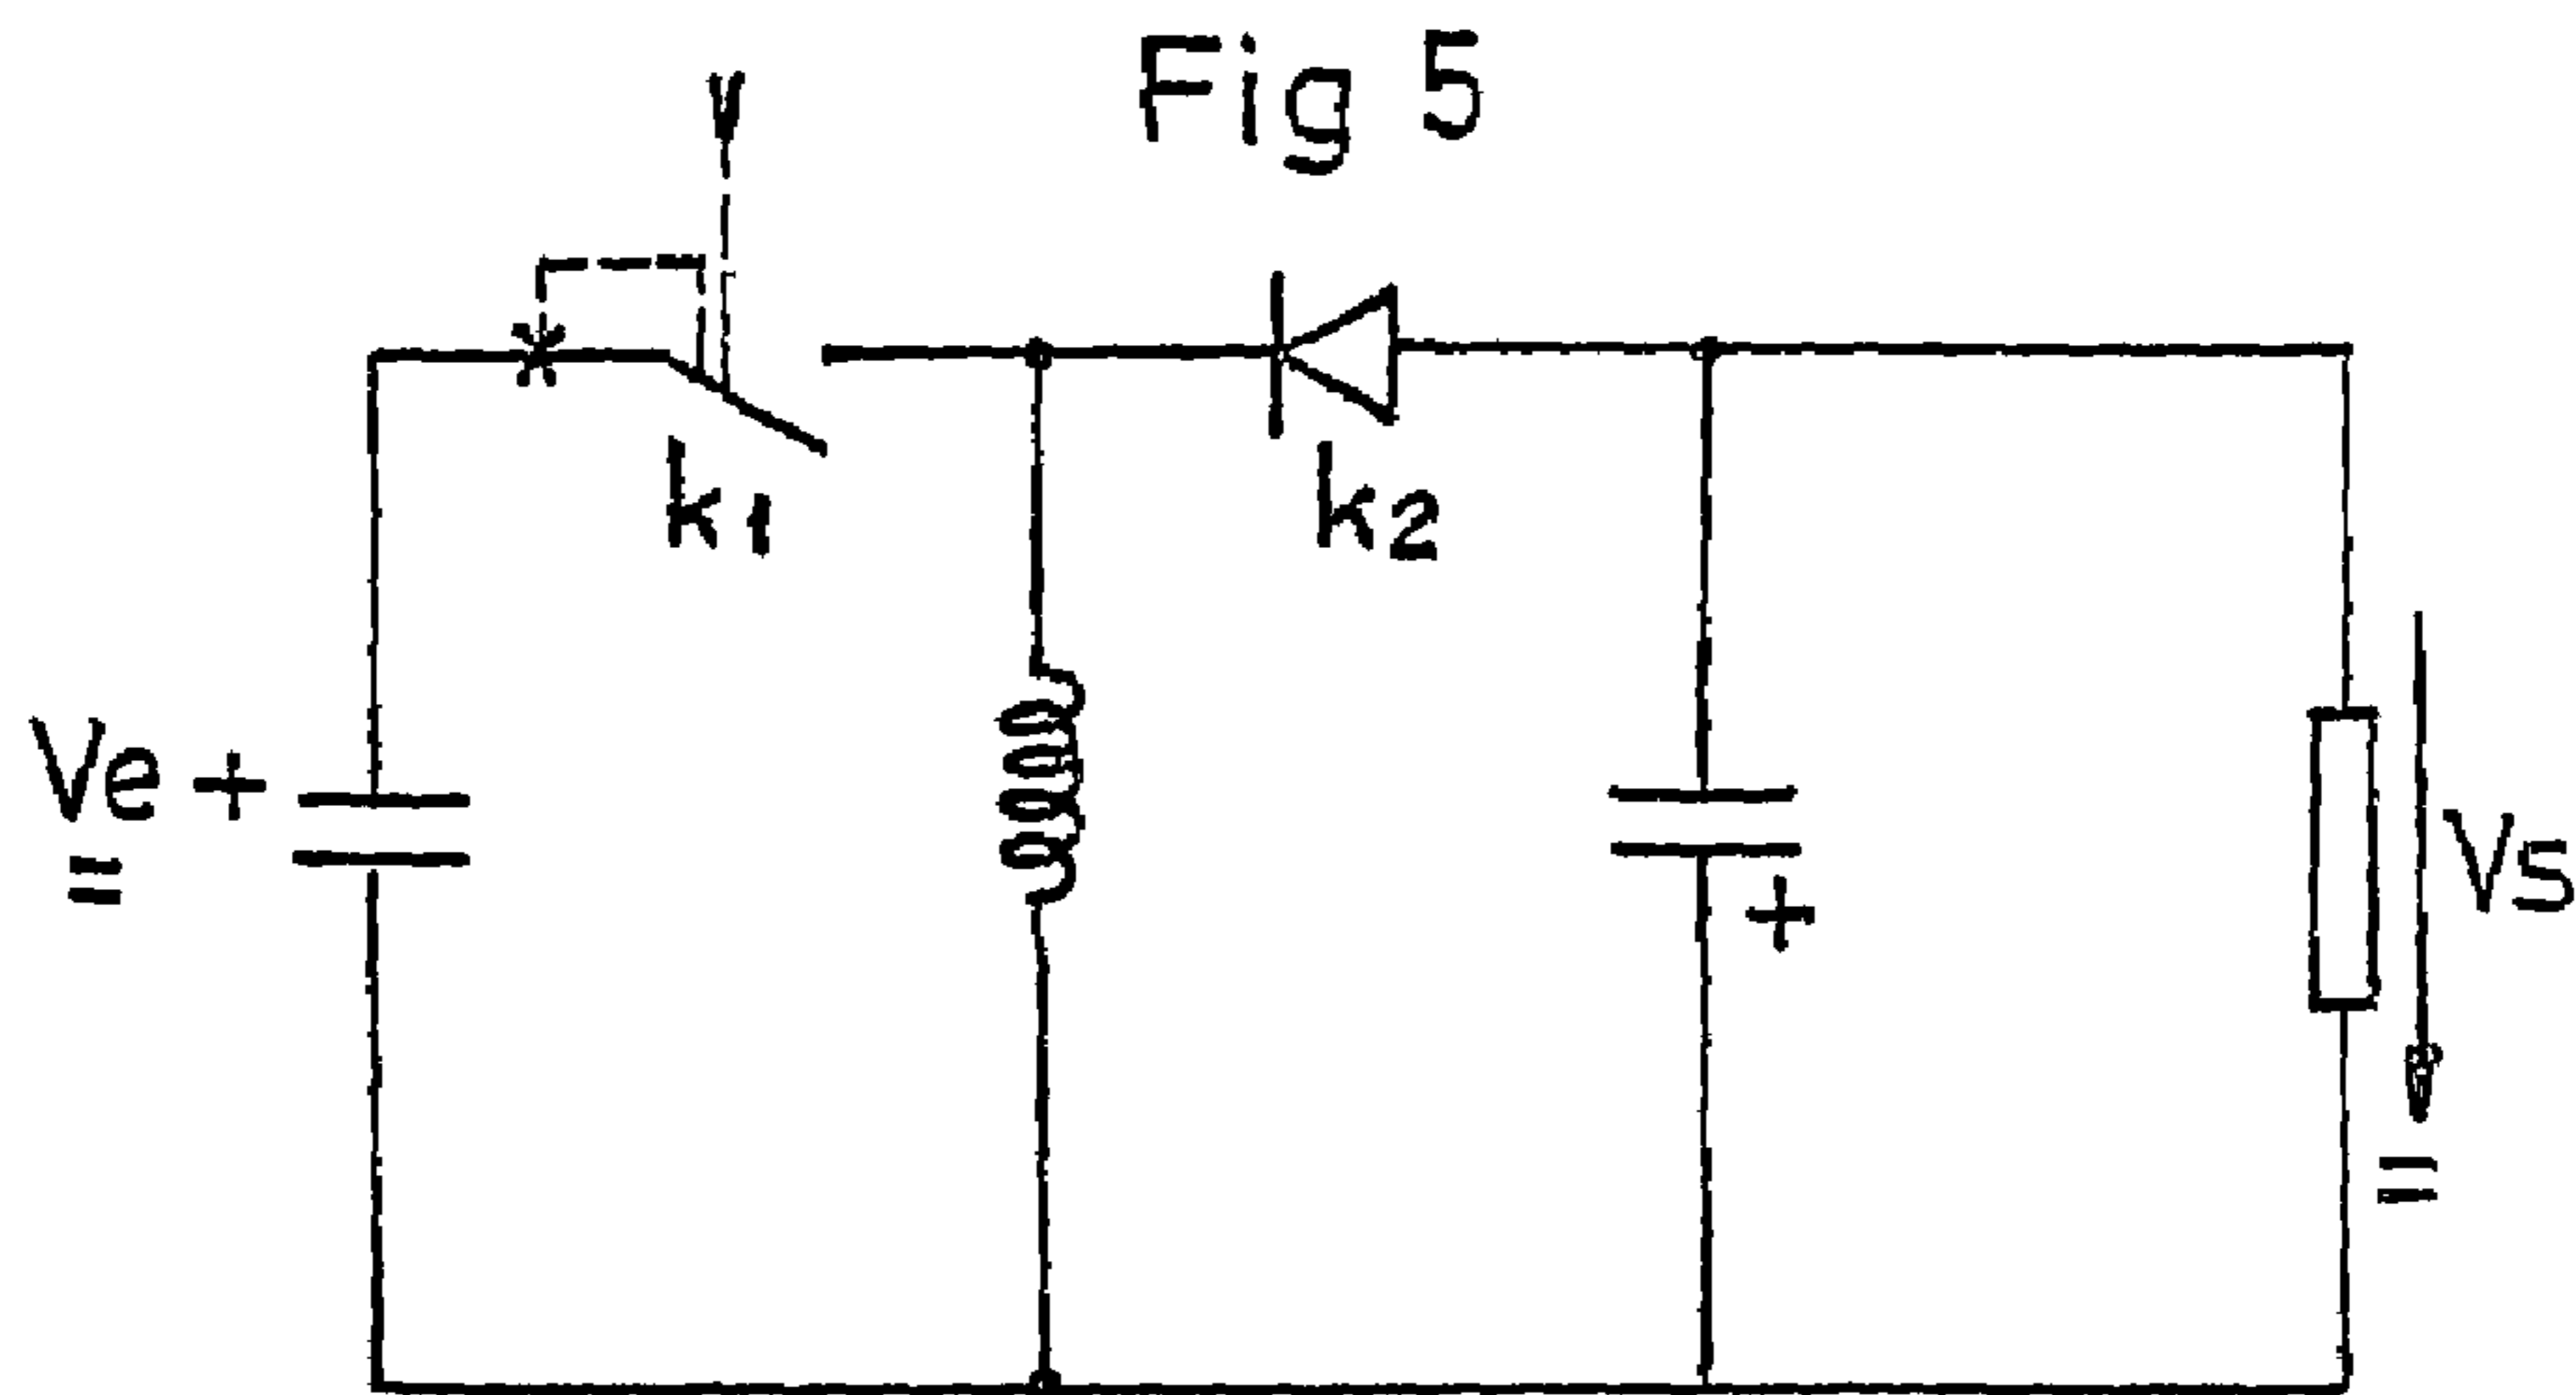 Fig 5
k1
k2
Ve +
=
+
Vs
=